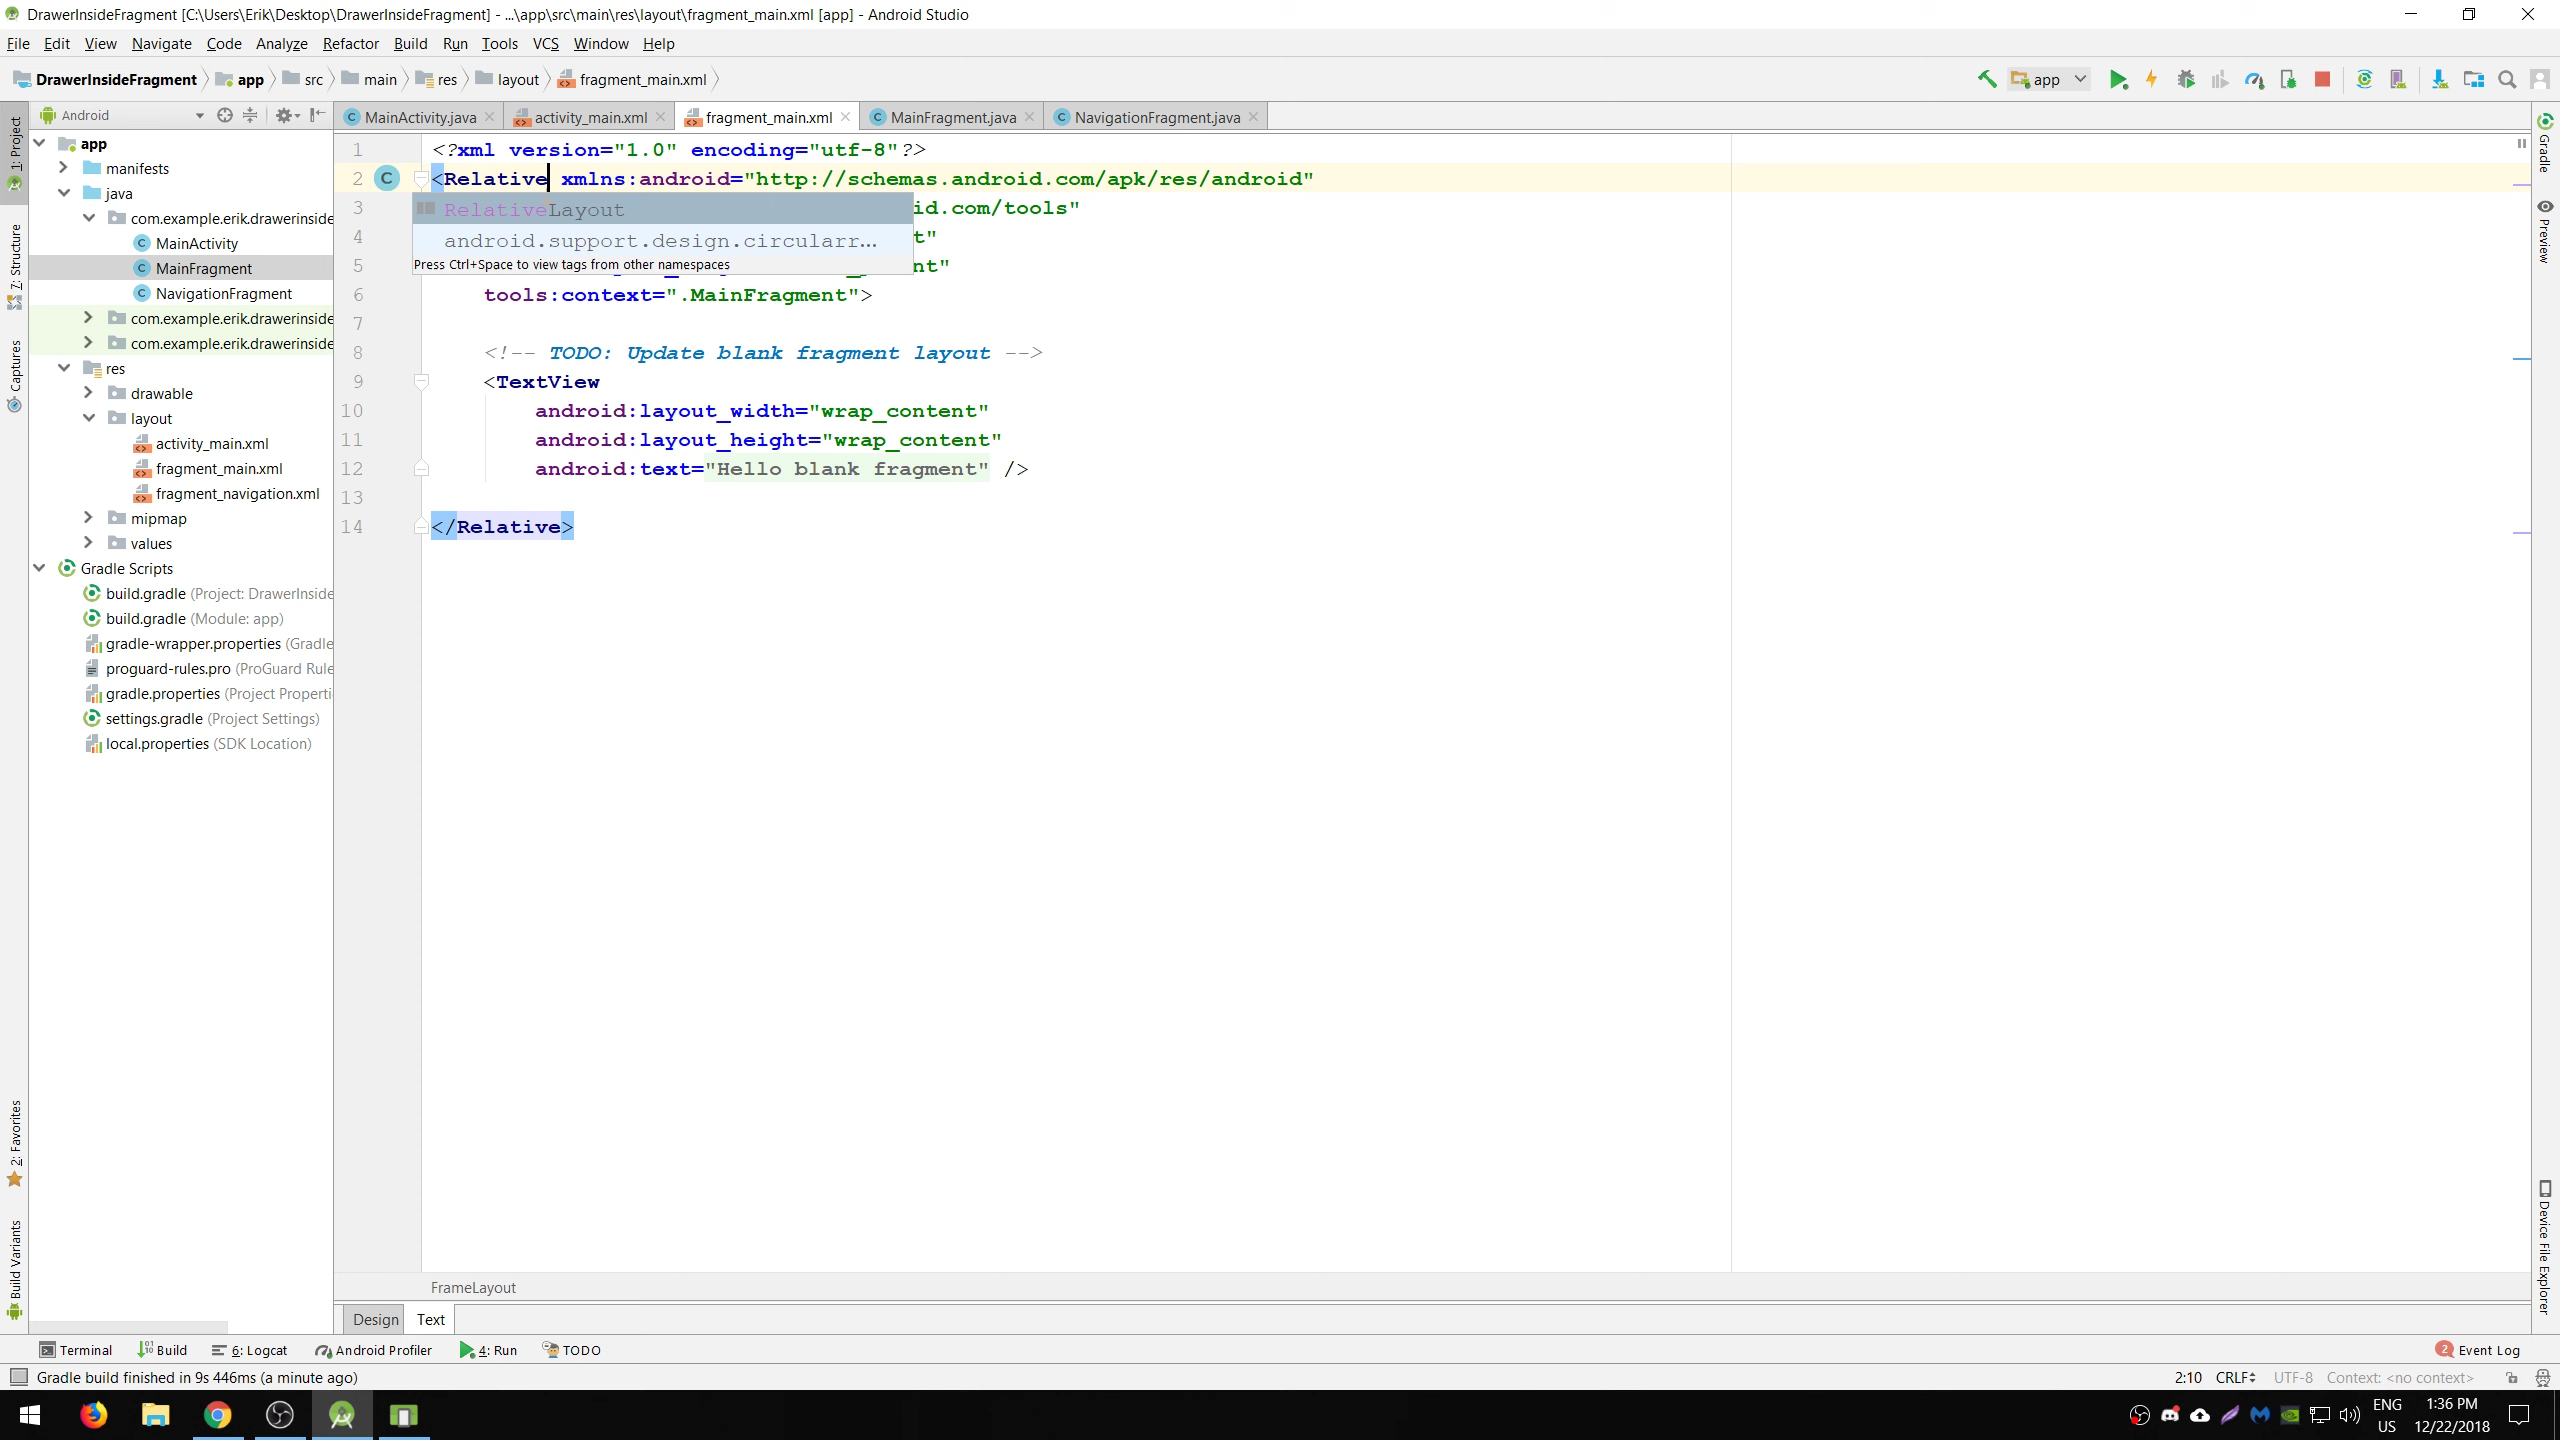 DrawerInsideFragment [C:\Users\Erik\Desktop\DrawerInsideFragment] - ...\app\src\main\res\layout\fragment_main.xml [app] - Android Studio
File Edit View Navigate Code Analyze Refactor Build Run Tools VCS Window Help
DrawerInsideFragment app src main res layout fragment_main.xml app
Android
MainActivity.java activity_main.xml fragment_main.xml MainFragment.java NavigationFragment.java
1: Project
7: Structure
Captures
2: Favorites
Build Variants
app
manifests
java
com.example.erik.drawerinside
MainActivity
MainFragment
NavigationFragment
com.example.erik.drawerinside
com.example.erik.drawerinside
res
drawable
layout
activity_main.xml
fragment_main.xml
fragment_navigation.xml
mipmap
values
Gradle Scripts
build.gradle (Project: DrawerInside
build.gradle (Module: app)
gradle-wrapper.properties (Gradle
proguard-rules.pro (ProGuard Rule
gradle.properties (Project Properti
settings.gradle (Project Settings)
local.properties (SDK Location)
1 <?xml version="1.0" encoding="utf-8"?>
2 C <Relative xmlns:android="http://schemas.android.com/apk/res/android"
3 id.com/tools"
4 t"
5 nt"
RelativeLayout
android.support.design.circularr...
Press Ctrl+Space to view tags from other namespaces
6 tools:context=".MainFragment">
7
8 <!-- TODO: Update blank fragment layout -->
9 <TextView
10 android:layout_width="wrap_content"
11 android:layout_height="wrap_content"
12 android:text="Hello blank fragment" />
13
14 </Relative>
Gradle
Preview
Device File Explorer
FrameLayout
Design Text
Terminal Build 6: Logcat Android Profiler 4: Run TODO 2 Event Log
Gradle build finished in 9s 446ms (a minute ago) 2:10 CRLF UTF-8 Context: <no context>
ENG
US
1:36 PM
12/22/2018